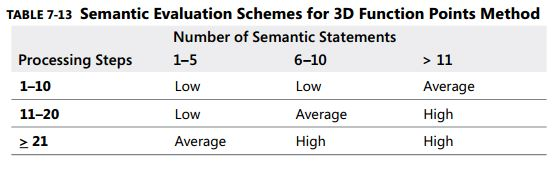 TABLE 7-13 Semantic Evaluation Schemes for 3D Function Points Method
Number of Semantic Statements
Processing Steps 1–5 6–10 > 11
1–10 Low Low Average
11–20 Low Average High
≥ 21 Average High High